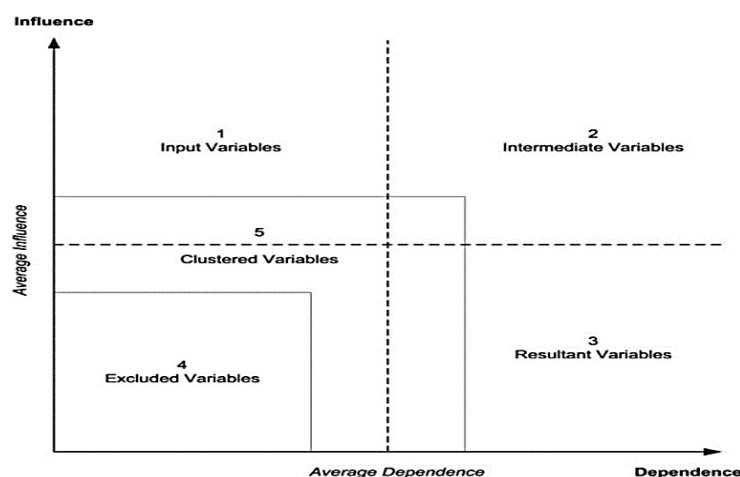 Influence
1
Input Variables
2
Intermediate Variables
Average Influence
5
Clustered Variables
3
Resultant Variables
4
Excluded Variables
Average Dependence
Dependence